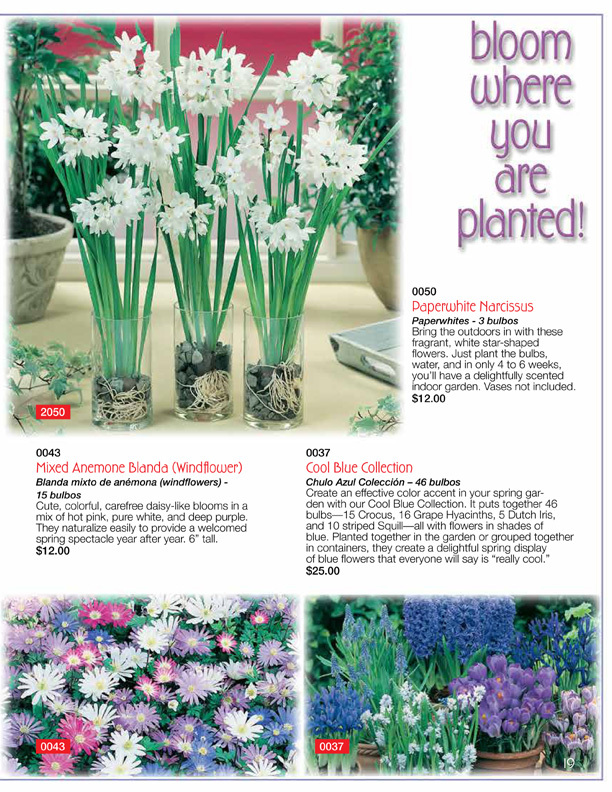 bloom
where
you
are
planted!
0050
Paperwhite Narcissus
Paperwhites - 3 bulbos
Bring the outdoors in with these
fragrant, white star-shaped
flowers. Just plant the bulbs,
water, and in only 4 to 6 weeks,
you'll have a delightfully scented
indoor garden. Vases not included.
$12.00
2050
0043
Mixed Anemone Blanda (Windflower)
Blanda mixto de anémona (windflowers) -
15 bulbos
Cute, colorful, carefree daisy-like blooms in a
mix of hot pink, pure white, and deep purple.
They naturalize easily to provide a welcomed
spring spectacle year after year. 6" tall.
$12.00
0037
Cool Blue Collection
Chulo Azul Colección – 46 bulbos
Create an effective color accent in your spring gar-
den with our Cool Blue Collection. It puts together 46
bulbs—15 Crocus, 16 Grape Hyacinths, 5 Dutch Iris,
and 10 striped Squill—all with flowers in shades of
blue. Planted together in the garden or grouped together
in containers, they create a delightful spring display
of blue flowers that everyone will say is "really cool."
$25.00
0043
0037
19